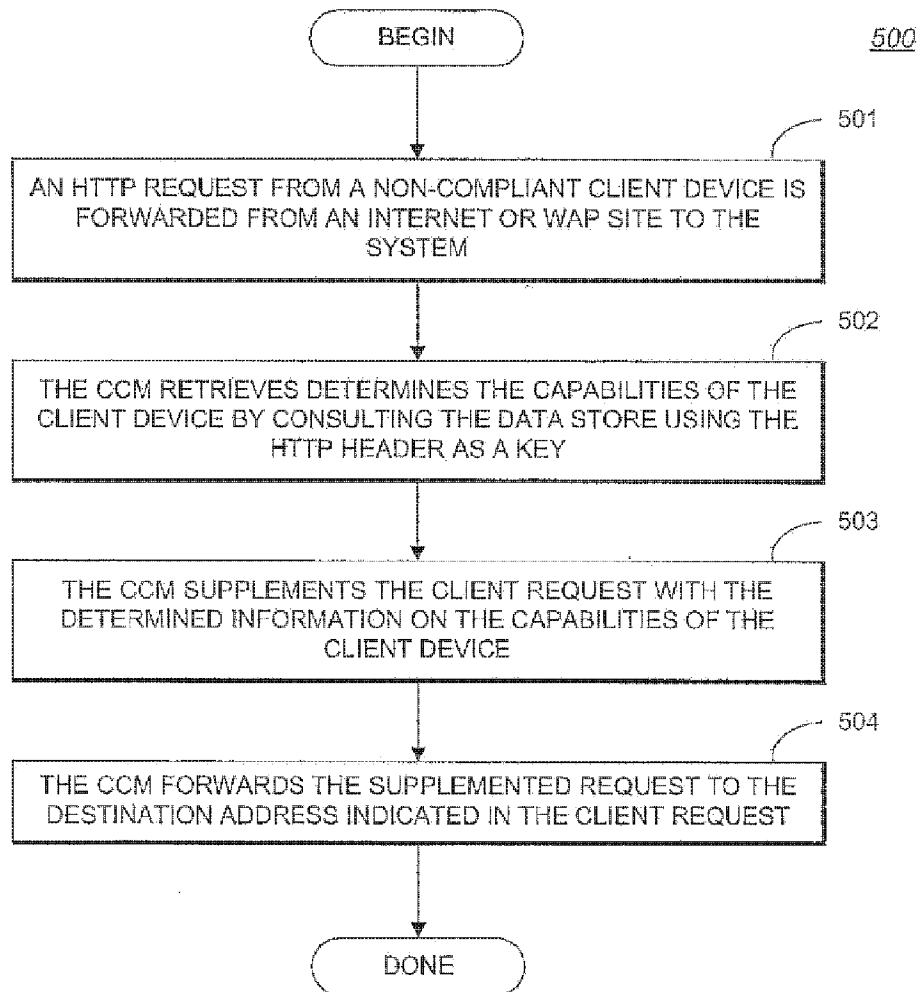 BEGIN
500
501
AN HTTP REQUEST FROM A NON-COMPLIANT CLIENT DEVICE IS
FORWARDED FROM AN INTERNET OR WAP SITE TO THE
SYSTEM
502
THE CCM RETRIEVES DETERMINES THE CAPABILITIES OF THE
CLIENT DEVICE BY CONSULTING THE DATA STORE USING THE
HTTP HEADER AS A KEY
503
THE CCM SUPPLEMENTS THE CLIENT REQUEST WITH THE
DETERMINED INFORMATION ON THE CAPABILITIES OF THE
CLIENT DEVICE
504
THE CCM FORWARDS THE SUPPLEMENTED REQUEST TO THE
DESTINATION ADDRESS INDICATED IN THE CLIENT REQUEST
DONE